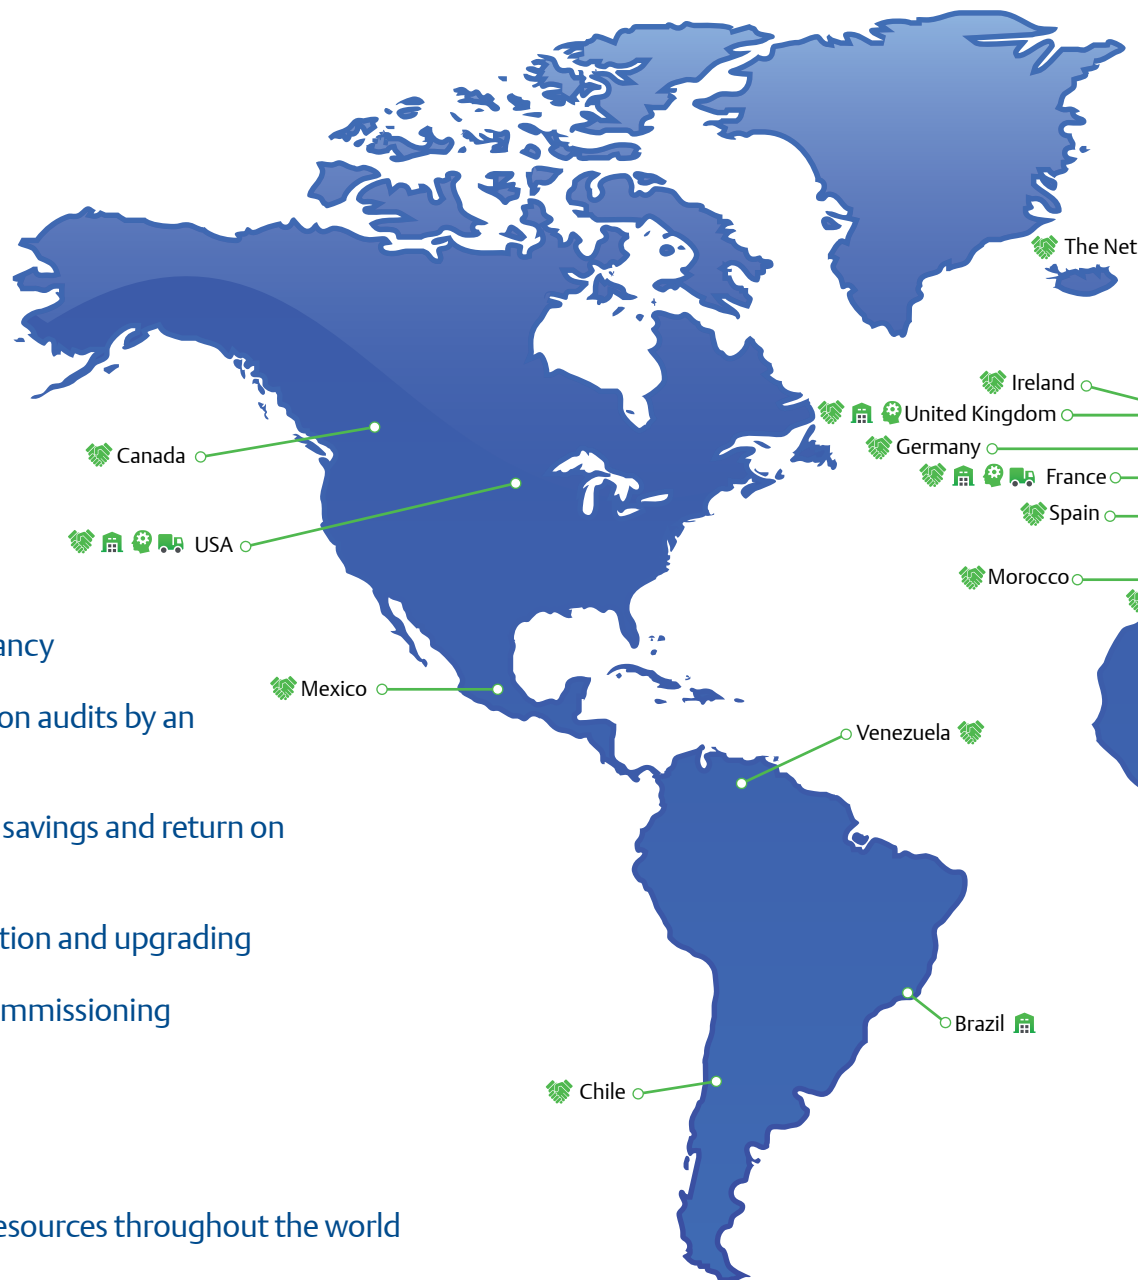 The Net
Ireland
United Kingdom
Germany
France
Spain
Morocco
Canada
USA
Mexico
Venezuela
Brazil
Chile
ancy
on audits by an
savings and return on
tion and upgrading
mmissioning
esources throughout the world